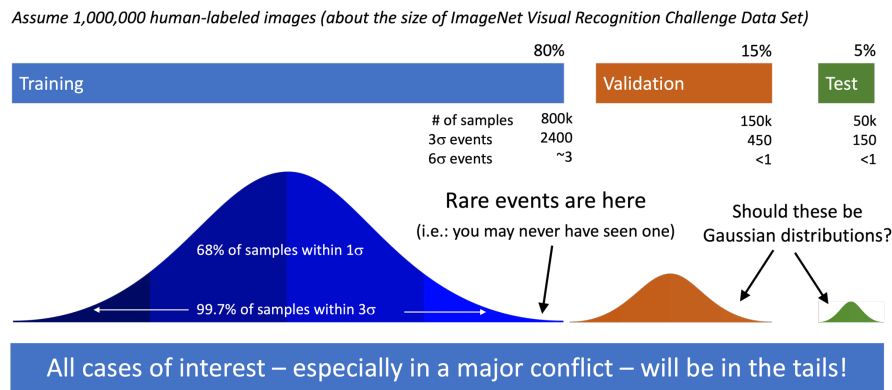 Assume 1,000,000 human-labeled images (about the size of ImageNet Visual Recognition Challenge Data Set)
80%
15%
5%
Training
Validation
Test
# of samples 800k 150k 50k
3σ events 2400 450 150
6σ events ~3 <1 <1
Rare events are here
(i.e.: you may never have seen one)
Should these be
Gaussian distributions?
68% of samples within 1σ
99.7% of samples within 3σ
All cases of interest – especially in a major conflict – will be in the tails!